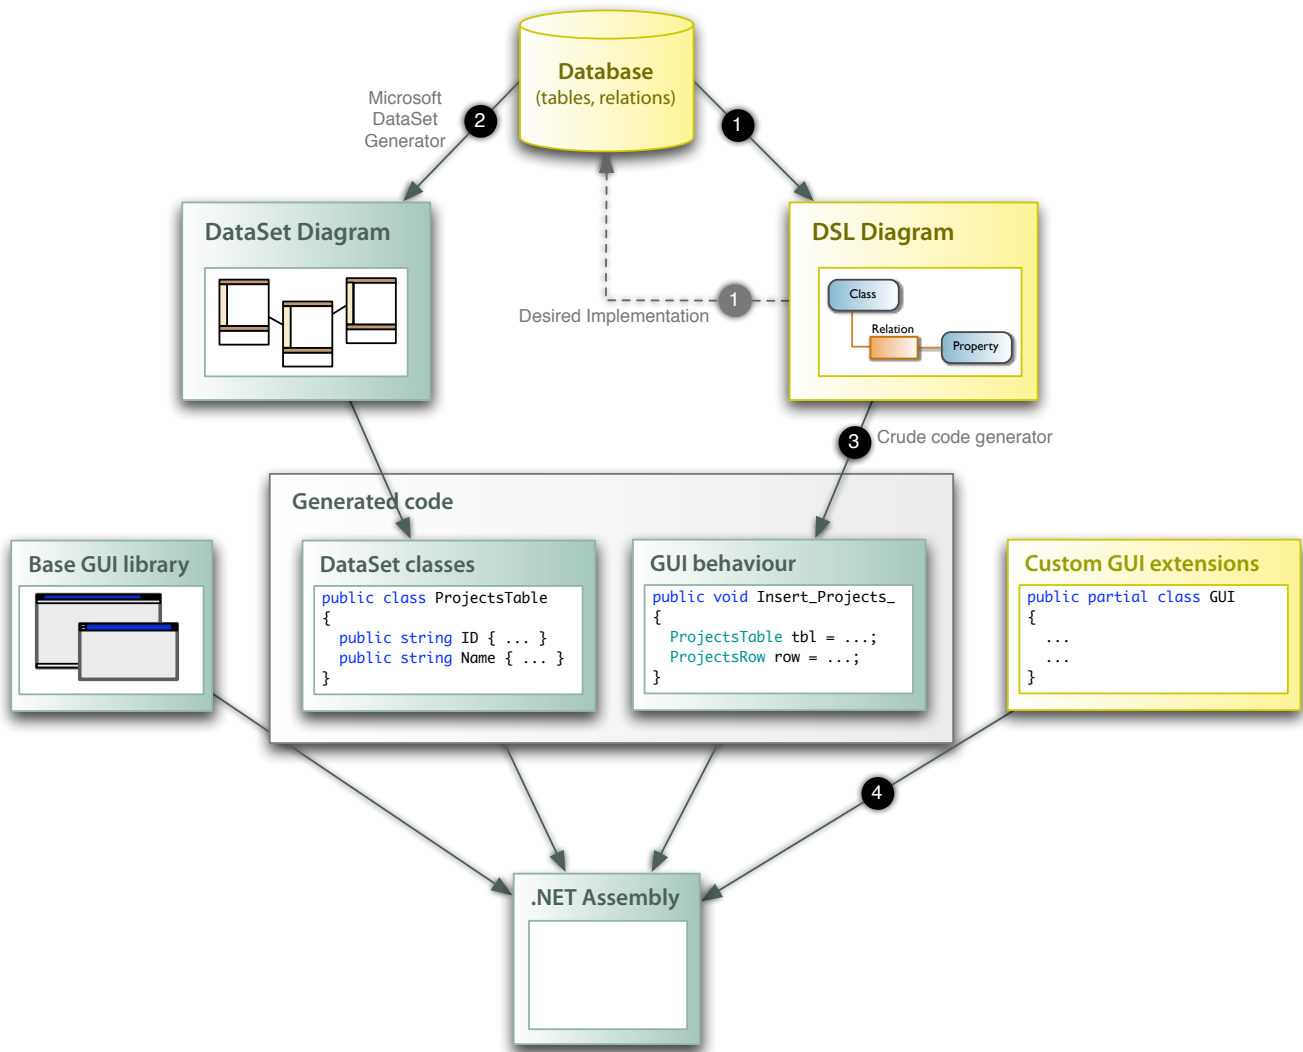 Database
(tables, relations)
Microsoft
DataSet
Generator
2
1
DataSet Diagram
DSL Diagram
Class
Relation
Property
1
Desired Implementation
3
Crude code generator
Generated code
Base GUI library
DataSet classes
public class ProjectsTable
{
public string ID { ... }
public string Name { ... }
}
GUI behaviour
public void Insert_Projects_
{
ProjectsTable tbl = ...;
ProjectsRow row = ...;
}
Custom GUI extensions
public partial class GUI
{
...
...
}
4
.NET Assembly